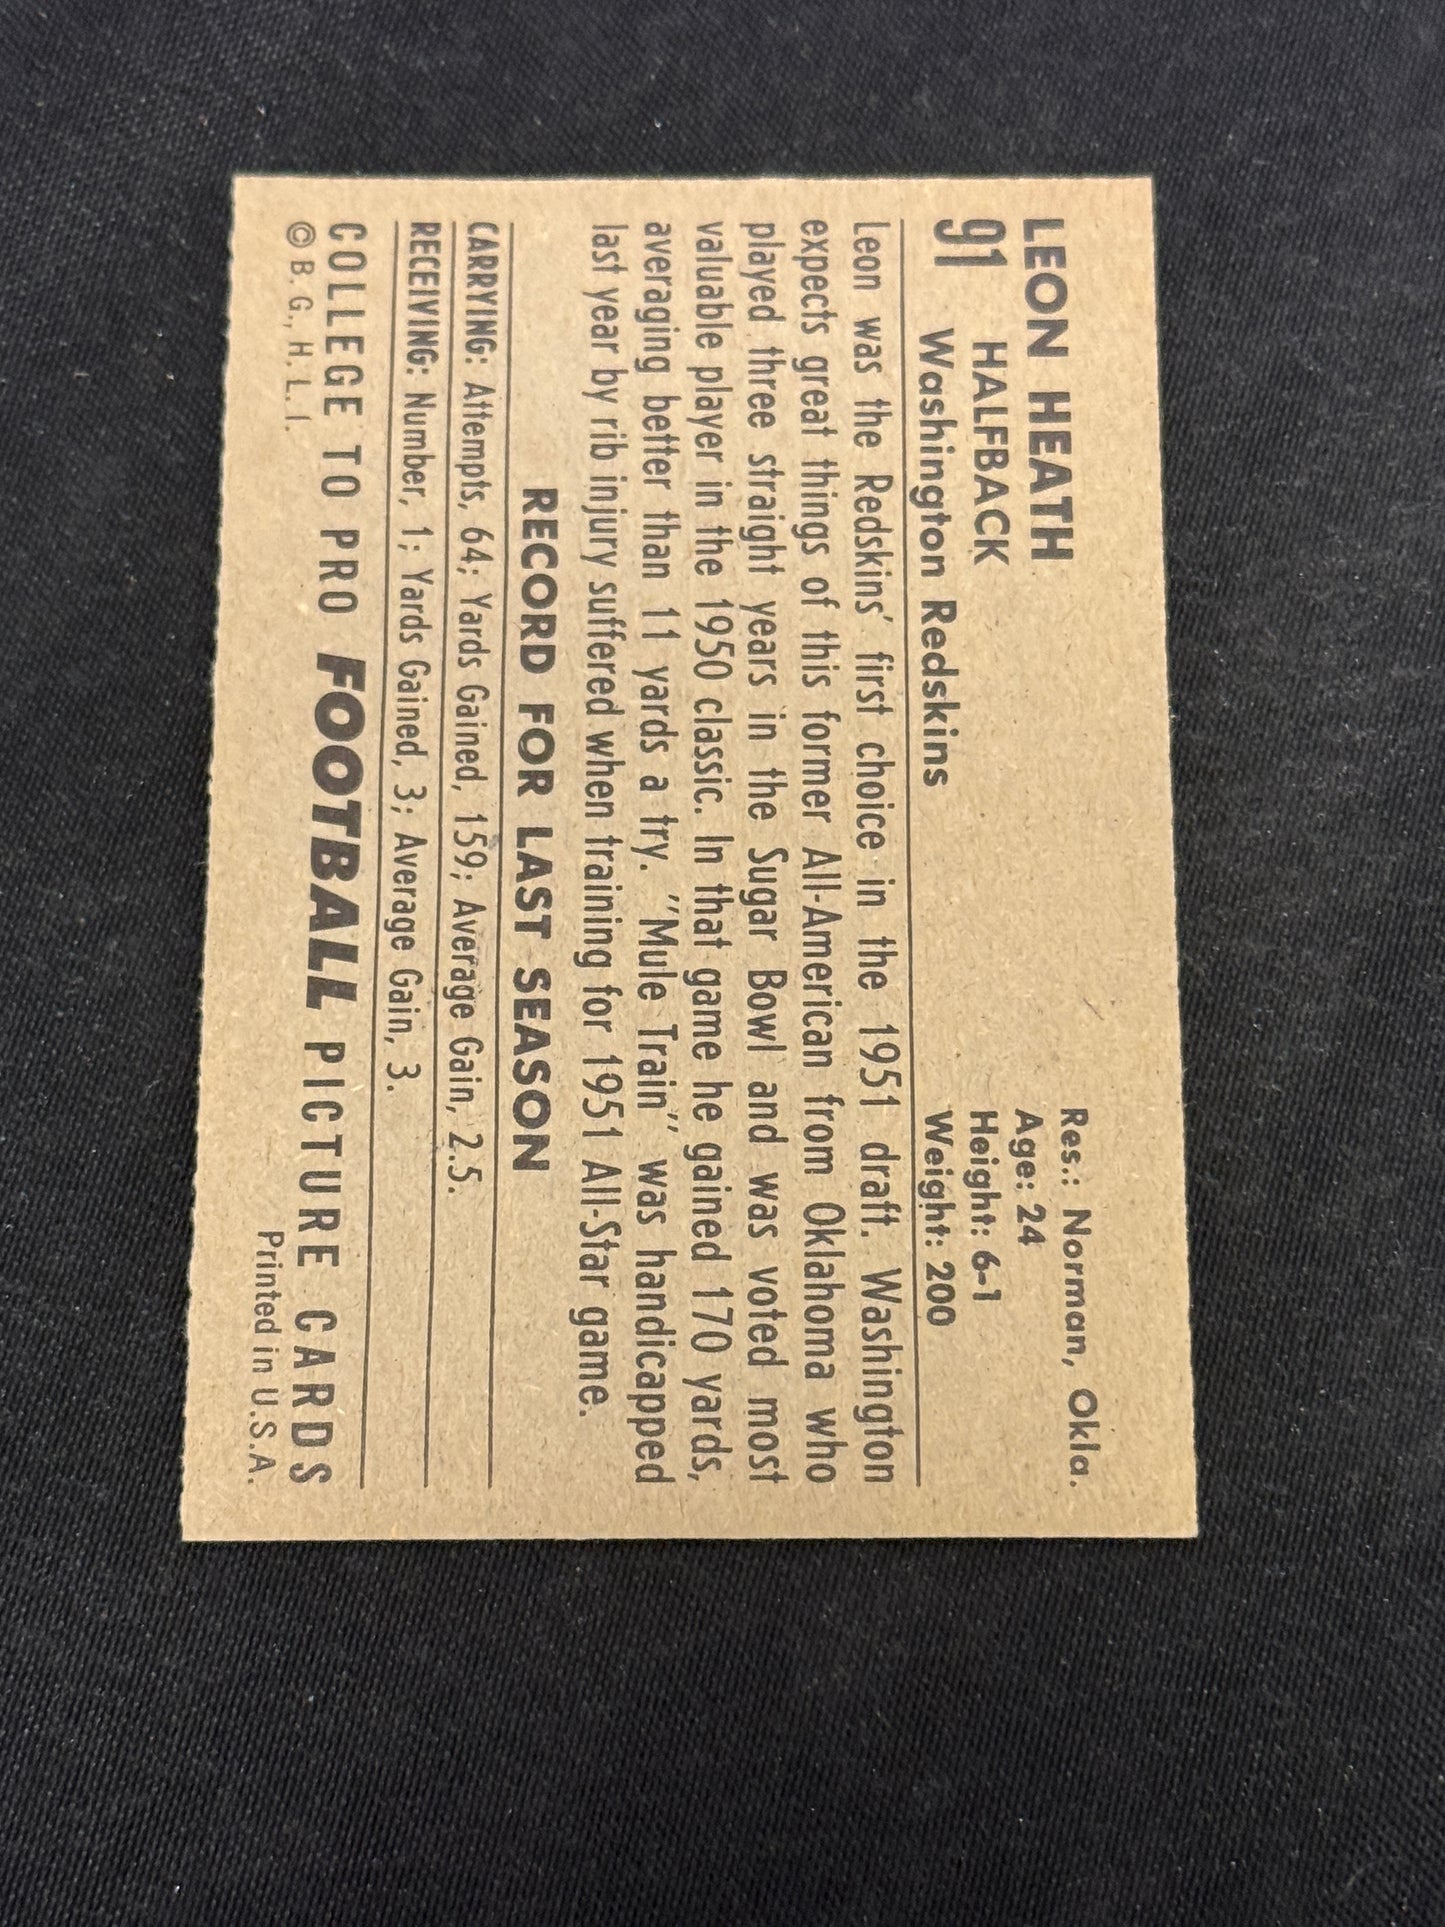 LEON HEATH
91 HALFBACK
Washington Redskins
Res.: Norman, Okla.
Age: 24
Height: 6-1
Weight: 200
Leon was the Redskins' first choice in the 1951 draft. Washington
expects great things of this former All-American from Oklahoma who
played three straight years in the Sugar Bowl and was voted most
valuable player in the 1950 classic. In that game he gained 170 yards,
averaging better than 11 yards a try. "Mule Train" was handicapped
last year by rib injury suffered when training for 1951 All-Star game.
RECORD FOR LAST SEASON
CARRYING: Attempts, 64; Yards Gained, 159; Average Gain, 2.5.
RECEIVING: Number, 1; Yards Gained, 3; Average Gain, 3.
COLLEGE TO PRO FOOTBALL PICTURE CARDS
© B. G., H. L. I.
Printed in U.S.A.